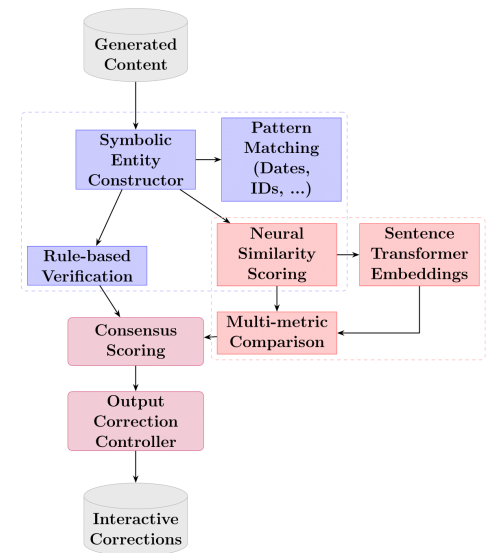 Generated
Content
Symbolic
Entity
Constructor
Pattern
Matching
(Dates,
IDs, ...)
Neural
Similarity
Scoring
Sentence
Transformer
Embeddings
Rule-based
Verification
Multi-metric
Comparison
Consensus
Scoring
Output
Correction
Controller
Interactive
Corrections